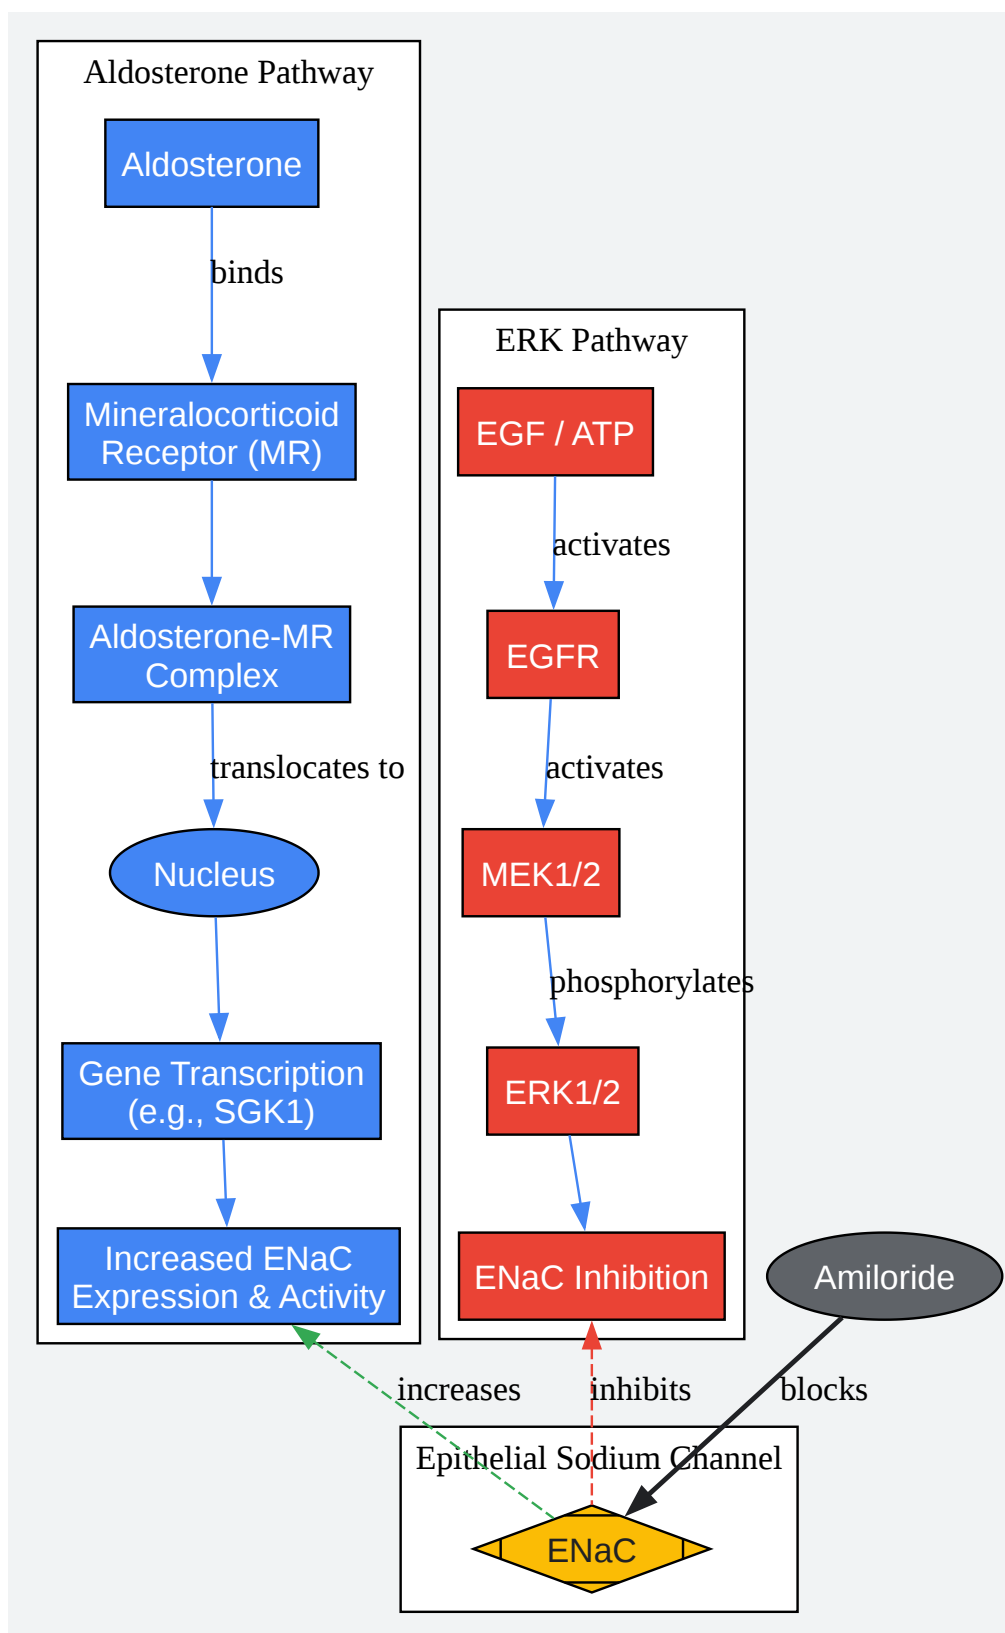 Aldosterone Pathway
Aldosterone
binds
Mineralocorticoid
Receptor (MR)
Aldosterone-MR
Complex
translocates to
Nucleus
Gene Transcription
(e.g., SGK1)
Increased ENaC
Expression & Activity
ERK Pathway
EGF / ATP
activates
EGFR
activates
MEK1/2
phosphorylates
ERK1/2
ENaC Inhibition
Amiloride
increases
inhibits
blocks
Epithelial Sodium Channel
ENaC